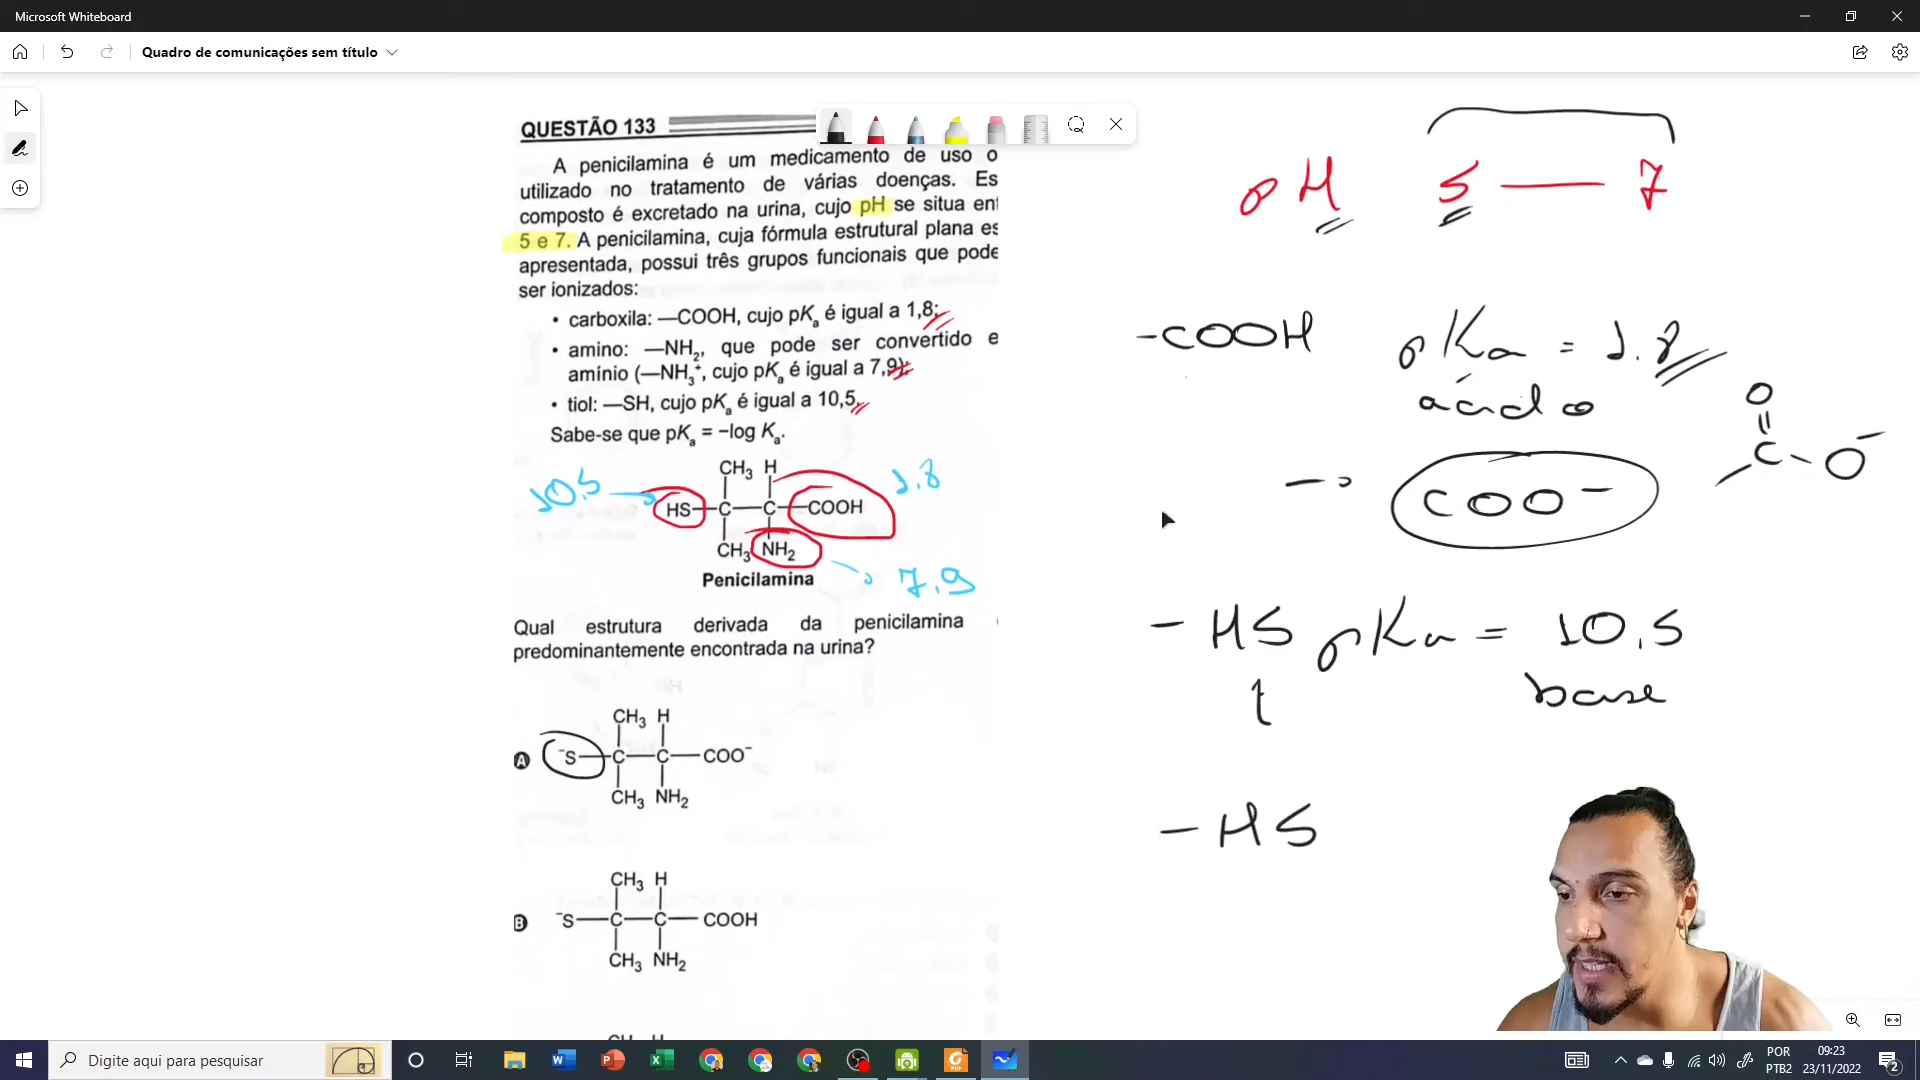 Microsoft Whiteboard
Quadro de comunicações sem título
QUESTÃO 133
A penicilamina é um medicamento de uso o
utilizado no tratamento de várias doenças. Es
composto é excretado na urina, cujo pH se situa ent
5 e 7. A penicilamina, cuja fórmula estrutural plana es
apresentada, possui três grupos funcionais que pode
ser ionizados:
• carboxila: —COOH, cujo pKa é igual a 1,8;
• amino: —NH2, que pode ser convertido e
amínio (—NH3+, cujo pKa é igual a 7,9);
• tiol: —SH, cujo pKa é igual a 10,5.
Sabe-se que pKa = −log Ka.
CH3 H
10.5
HS—C—C—COOH
1.8
CH3 NH2
7.9
Penicilamina
Qual estrutura derivada da penicilamina
predominantemente encontrada na urina?
CH3 H
A ⁻S—C—C—COO⁻
CH3 NH2
CH3 H
B ⁻S—C—C—COOH
CH3 NH2
pH 5 — 7
-COOH pKa = 1.8
ácido
COO⁻
O
C-O⁻
- HS pKa = 10.5
base
- HS
Digite aqui para pesquisar
POR
PTB2
09:23
23/11/2022
2